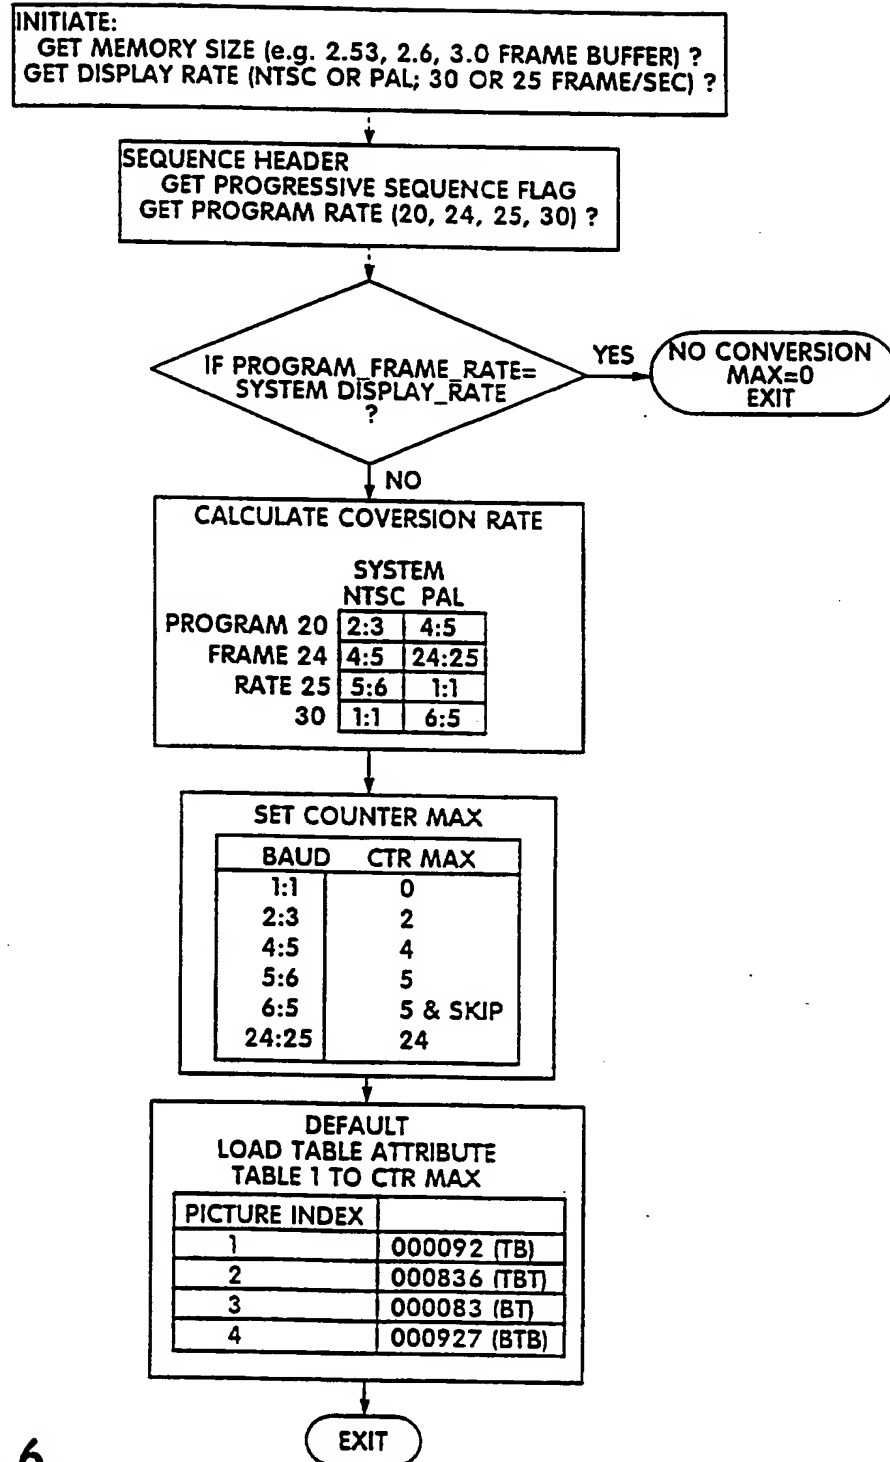 INITIATE:
GET MEMORY SIZE (e.g. 2.53, 2.6, 3.0 FRAME BUFFER) ?
GET DISPLAY RATE (NTSC OR PAL; 30 OR 25 FRAME/SEC) ?
SEQUENCE HEADER
GET PROGRESSIVE SEQUENCE FLAG
GET PROGRAM RATE (20, 24, 25, 30) ?
IF PROGRAM_FRAME_RATE=
SYSTEM DISPLAY_RATE
?
YES
NO CONVERSION
MAX=0
EXIT
NO
CALCULATE COVERSION RATE
SYSTEM
NTSC PAL
PROGRAM 20 2:3 4:5
FRAME 24 4:5 24:25
RATE 25 5:6 1:1
30 1:1 6:5
SET COUNTER MAX
BAUD CTR MAX
1:1 0
2:3 2
4:5 4
5:6 5
6:5 5 & SKIP
24:25 24
DEFAULT
LOAD TABLE ATTRIBUTE
TABLE 1 TO CTR MAX
PICTURE INDEX
1 000092 (TB)
2 000836 (TBT)
3 000083 (BT)
4 000927 (BTB)
EXIT
6